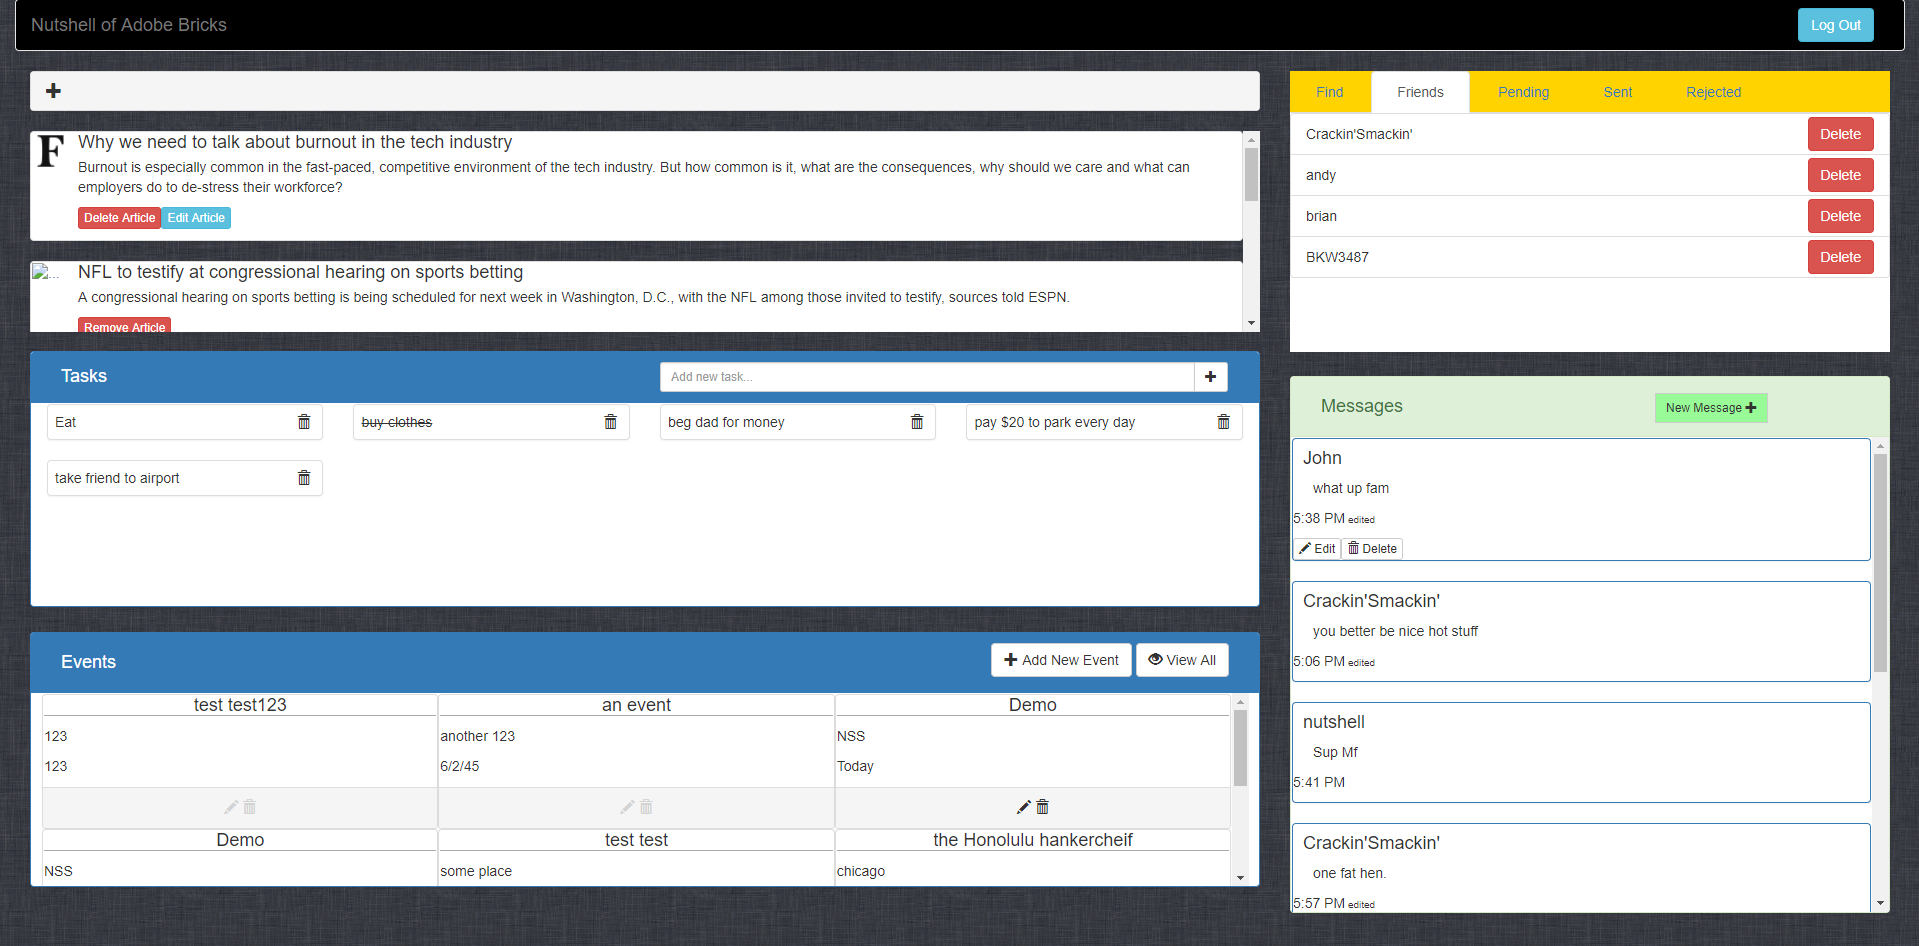 Nutshell of Adobe Bricks
Log Out
F
Why we need to talk about burnout in the tech industry
Burnout is especially common in the fast-paced, competitive environment of the tech industry. But how common is it, what are the consequences, why should we care and what can
employers do to de-stress their workforce?
Delete Article Edit Article
...
NFL to testify at congressional hearing on sports betting
A congressional hearing on sports betting is being scheduled for next week in Washington, D.C., with the NFL among those invited to testify, sources told ESPN.
Remove Article
Tasks
Add new task...
Eat
buy clothes
beg dad for money
pay $20 to park every day
take friend to airport
Events
Add New Event
View All
test test123
123
123
an event
another 123
6/2/45
Demo
NSS
Today
Demo
NSS
test test
some place
the Honolulu hankercheif
chicago
Find Friends Pending Sent Rejected
Crackin'Smackin' Delete
andy Delete
brian Delete
BKW3487 Delete
Messages
New Message
John
what up fam
5:38 PM edited
Edit Delete
Crackin'Smackin'
you better be nice hot stuff
5:06 PM edited
nutshell
Sup Mf
5:41 PM
Crackin'Smackin'
one fat hen.
5:57 PM edited